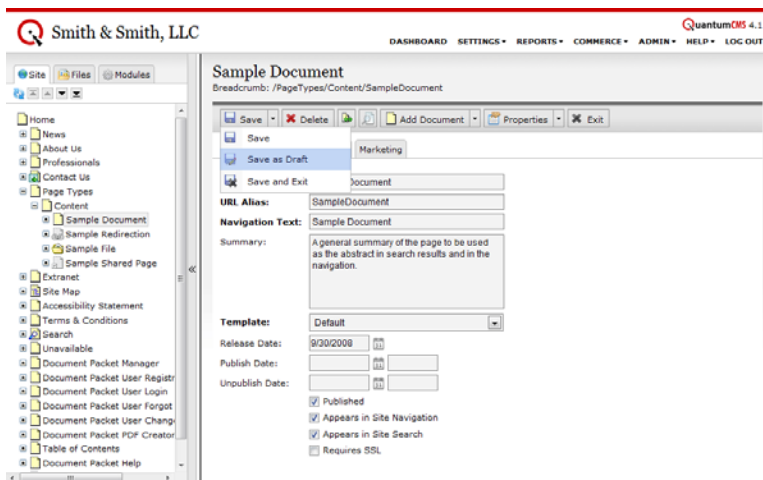 Smith & Smith, LLC
QuantumCMS 4.1
DASHBOARD SETTINGS REPORTS COMMERCE ADMIN HELP LOG OUT
Site Files Modules
Home
News
About Us
Professionals
Contact Us
Page Types
Content
Sample Document
Sample Redirection
Sample File
Sample Shared Page
Extranet
Site Map
Accessibility Statement
Terms & Conditions
Search
Unavailable
Document Packet Manager
Document Packet User Registr
Document Packet User Login
Document Packet User Forgot
Document Packet User Chang
Document Packet PDF Creator
Table of Contents
Document Packet Help
Sample Document
Breadcrumb: /PageTypes/Content/SampleDocument
Save Delete Add Document Properties Exit
Save
Save as Draft
Save and Exit
Marketing
Document
URL Alias: SampleDocument
Navigation Text: Sample Document
Summary: A general summary of the page to be used
as the abstract in search results and in the
navigation.
Template: Default
Release Date: 9/30/2008
Publish Date:
Unpublish Date:
Published
Appears in Site Navigation
Appears in Site Search
Requires SSL